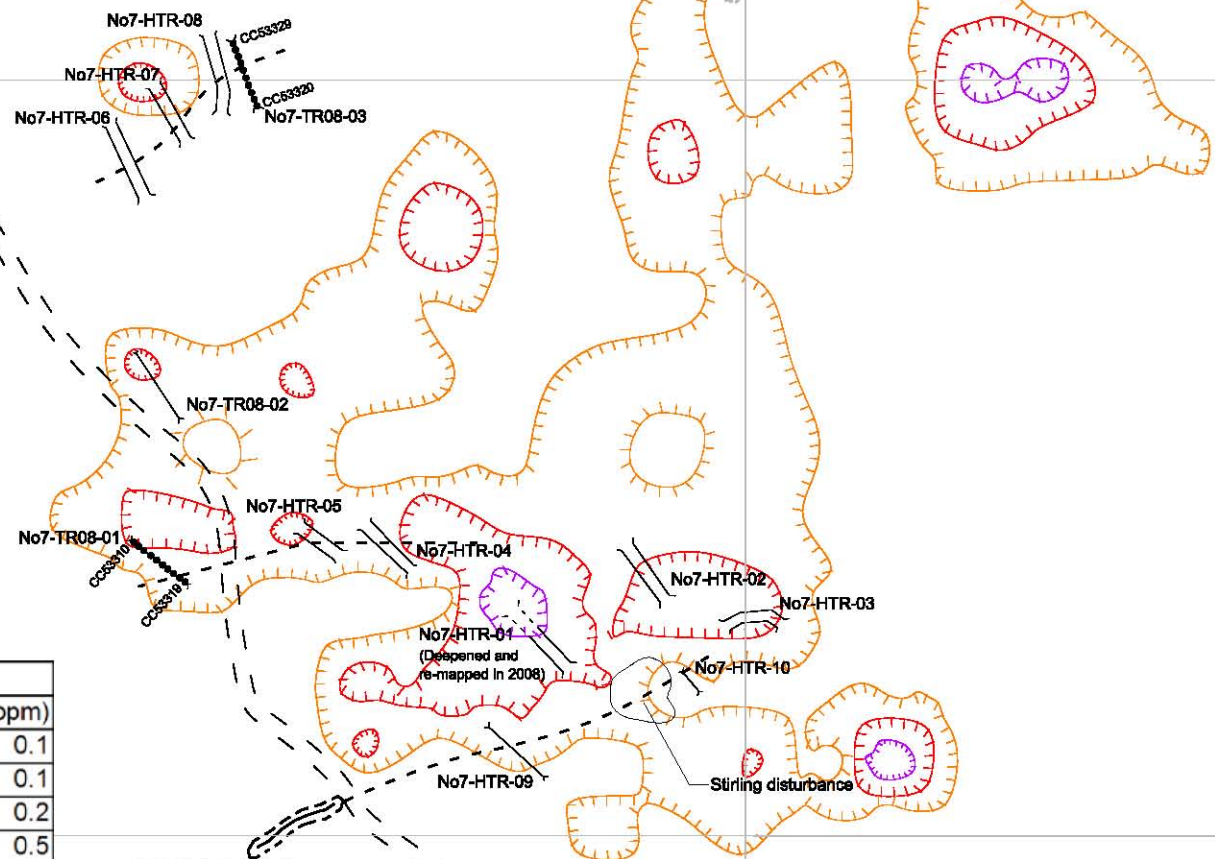 No7-HTR-08
CC53329
No7-HTR-07
CC53320
No7-HTR-06
No7-TR08-03
No7-TR08-02
No7-HTR-05
No7-TR08-01
CC53310
CC53319
No7-HTR-04
No7-HTR-02
No7-HTR-03
No7-HTR-01
(Deepened and
re-mapped in 2008)
No7-HTR-10
No7-HTR-09
Stirling disturbance
ppm)
0.1
0.1
0.2
0.5